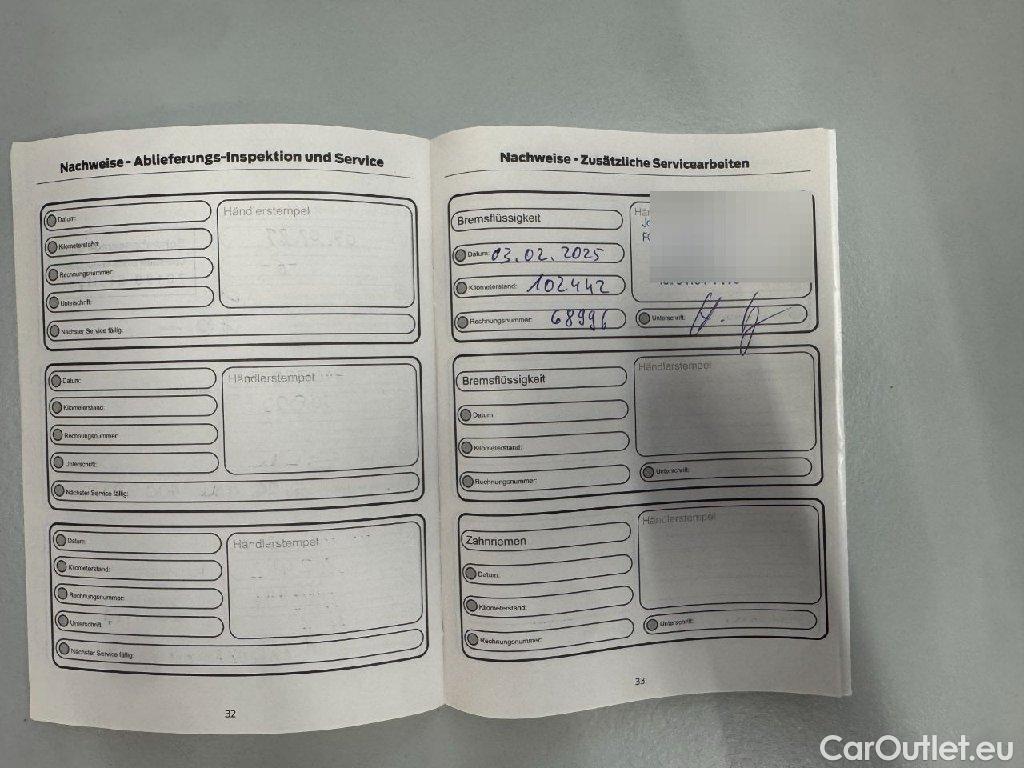 Nachweise - Ablieferungs-Inspektion und Service
Datum:
Händlerstempel
Kilometerstand:
Rechnungsnummer:
Unterschrift:
Nächster Service fällig:
Datum:
Händlerstempel
Kilometerstand:
Rechnungsnummer:
Unterschrift:
Nächster Service fällig:
Datum:
Händlerstempel
Kilometerstand:
Rechnungsnummer:
Unterschrift:
Nächster Service fällig:
32
Nachweise - Zusätzliche Servicearbeiten
Bremsflüssigkeit
Datum: 03.02.2025
Kilometerstand: 102442
Rechnungsnummer: 68996
Unterschrift:
Bremsflüssigkeit
Händlerstempel
Datum:
Kilometerstand:
Rechnungsnummer:
Unterschrift:
Zahnriemen
Händlerstempel
Datum:
Kilometerstand:
Rechnungsnummer:
Unterschrift:
33
CarOutlet.eu